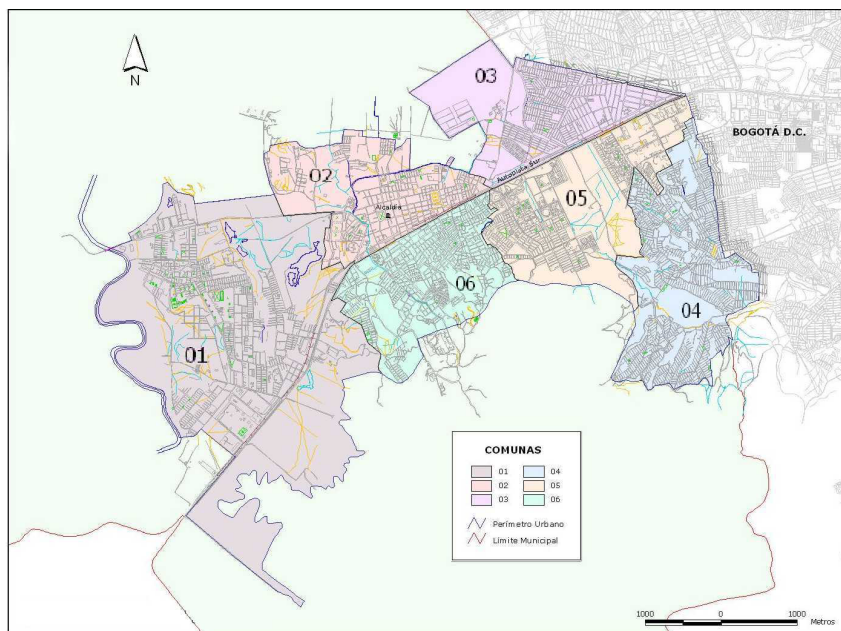 03
N
BOGOTÁ D.C.
02
Autopista Sur
05
Alcaldía
06
04
01
COMUNAS
01 04
02 05
03 06
Perímetro Urbano
Límite Municipal
1000 0 1000
Metros